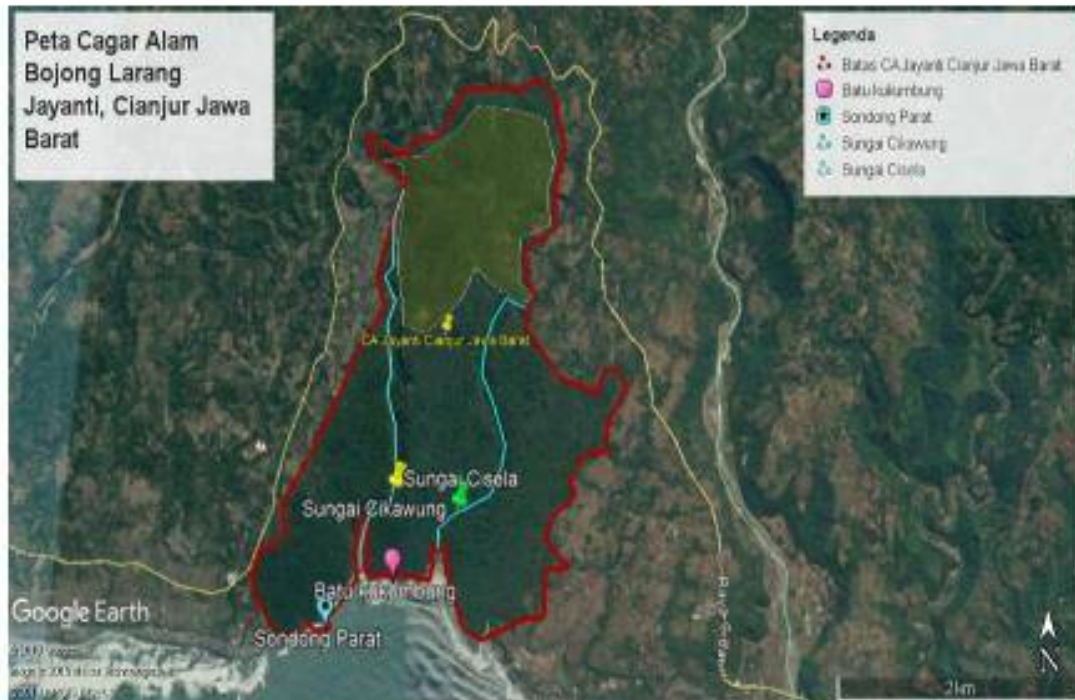 Peta Cagar Alam
Bojong Larang
Jayanti, Cianjur Jawa
Barat
Legenda
Batas CA Jayanti Cianjur Jawa Barat
Batu kukumbung
Sondong Parat
Sungai Cikawung
Sungai Cisela
CA Jayanti Cianjur Jawa Barat
Sungai Cisela
Sungai Cikawung
Batu kukumbung
Sondong Parat
Google Earth
N
2 km